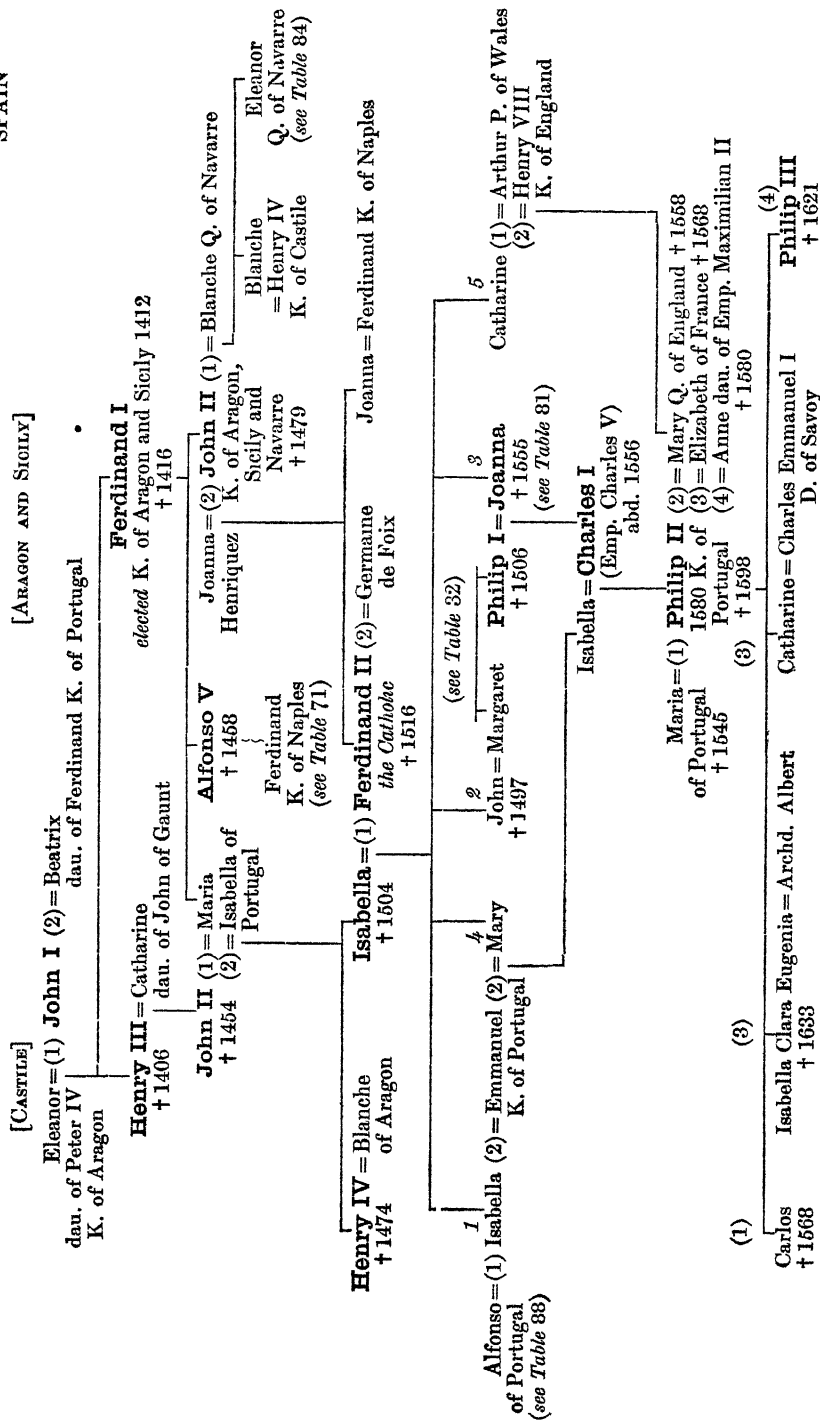 SPAIN
[CASTILE]
[ARAGON AND SICILY]
Eleanor=(1) John I (2)=Beatrix
dau. of Peter IV
K. of Aragon
dau. of Ferdinand K. of Portugal
Henry III=Catharine
†1406
dau. of John of Gaunt
Ferdinand I
elected K. of Aragon and Sicily 1412
†1416
John II (1)=Maria
†1454 (2)=Isabella of
Portugal
Alfonso V
†1458
Ferdinand
K. of Naples
(see Table 71)
Joanna=(2) John II (1)=Blanche Q. of Navarre
Henriquez
K. of Aragon,
Sicily and
Navarre
†1479
Blanche
=Henry IV
K. of Castile
Eleanor
Q. of Navarre
(see Table 84)
Henry IV=Blanche
†1474
of Aragon
Isabella=(1) Ferdinand II (2)=Germaine
†1504
the Catholic
†1516
de Foix
Joanna=Ferdinand K. of Naples
1
Alfonso=(1) Isabella (2)=Emmanuel (2)=Mary
of Portugal
(see Table 88)
K. of Portugal
4
2
John=Margaret
†1497
(see Table 32)
3
Philip I=Joanna
†1506
†1555
(see Table 81)
5
Catharine (1)=Arthur P. of Wales
(2)=Henry VIII
K. of England
Isabella=Charles I
(Emp. Charles V)
abd. 1556
Maria=(1) Philip II (2)=Mary Q. of England †1558
of Portugal
†1545
1580 K. of
Portugal
†1598
(3)=Elizabeth of France †1568
(4)=Anne dau. of Emp. Maximilian II
†1580
(1)
Carlos
†1568
(3)
Isabella Clara Eugenia=Archd. Albert
†1633
(3)
Catharine=Charles Emmanuel I
D. of Savoy
(4)
Philip III
†1621